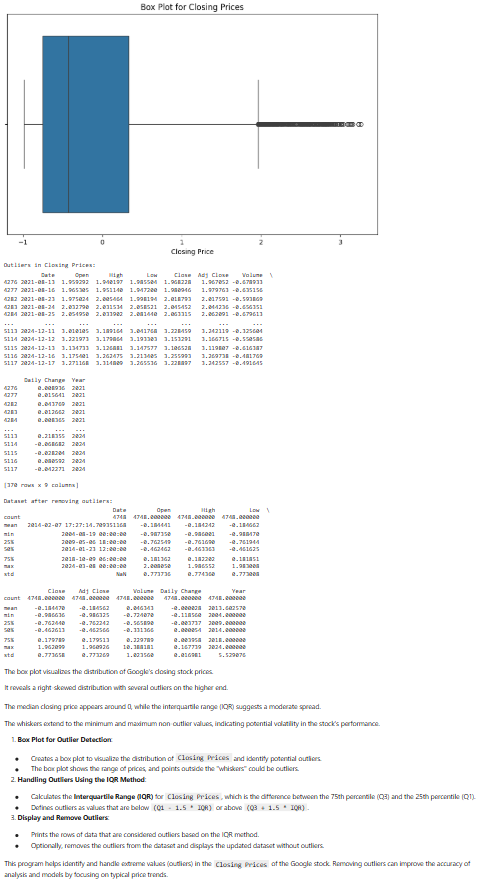 Box Plot for Closing Prices
−1 0 1 2 3
Closing Price
Outliers in Closing Prices:
Date Open High Low Close Adj Close Volume \
4276 2021-08-13 1.959292 1.940197 1.985504 1.968228 1.967052 -0.678933
4277 2021-08-16 1.965305 1.951140 1.947200 1.980946 1.979763 -0.635156
4282 2021-08-23 1.975024 2.005464 1.998194 2.018793 2.017591 -0.593869
4283 2021-08-24 2.032790 2.031534 2.058521 2.045452 2.044236 -0.656351
4284 2021-08-25 2.054950 2.033902 2.081440 2.063315 2.062091 -0.679613
... ... ... ... ... ... ... ...
5113 2024-12-11 3.010105 3.189164 3.041768 3.228459 3.242119 -0.325604
5114 2024-12-12 3.221973 3.179864 3.193303 3.153291 3.166715 -0.550586
5115 2024-12-13 3.134733 3.126881 3.147577 3.106528 3.119807 -0.616387
5116 2024-12-16 3.175401 3.262475 3.213405 3.255993 3.269738 -0.481769
5117 2024-12-17 3.271168 3.314809 3.265536 3.228897 3.242557 -0.491645
Daily Change Year
4276 0.008936 2021
4277 0.015641 2021
4282 0.043769 2021
4283 0.012662 2021
4284 0.008365 2021
... ... ...
5113 0.218355 2024
5114 -0.068682 2024
5115 -0.028204 2024
5116 0.080592 2024
5117 -0.042271 2024
[370 rows x 9 columns]
Dataset after removing outliers:
Date Open High Low \
count 4748 4748.000000 4748.000000 4748.000000
mean 2014-02-07 17:27:14.709351168 -0.184441 -0.184242 -0.184662
min 2004-08-19 00:00:00 -0.987350 -0.986001 -0.988470
25% 2009-05-06 18:00:00 -0.762549 -0.761690 -0.761944
50% 2014-01-23 12:00:00 -0.462462 -0.463363 -0.461625
75% 2018-10-09 06:00:00 0.181362 0.182202 0.181851
max 2024-03-08 00:00:00 2.008050 1.986552 1.983008
std NaN 0.773736 0.774360 0.773008
Close Adj Close Volume Daily Change Year
count 4748.000000 4748.000000 4748.000000 4748.000000 4748.000000
mean -0.184470 -0.184562 0.046343 -0.000028 2013.602570
min -0.986636 -0.986325 -0.724070 -0.118560 2004.000000
25% -0.762440 -0.762242 -0.565890 -0.003757 2009.000000
50% -0.462613 -0.462566 -0.331366 0.000054 2014.000000
75% 0.179789 0.179513 0.229789 0.003958 2018.000000
max 1.962099 1.960926 10.388181 0.167739 2024.000000
std 0.773658 0.773269 1.023560 0.016981 5.529076
The box plot visualizes the distribution of Google's closing stock prices.
It reveals a right-skewed distribution with several outliers on the higher end.
The median closing price appears around 0, while the interquartile range (IQR) suggests a moderate spread.
The whiskers extend to the minimum and maximum non-outlier values, indicating potential volatility in the stock's performance.
1. Box Plot for Outlier Detection:
• Creates a box plot to visualize the distribution of Closing Prices and identify potential outliers.
• The box plot shows the range of prices, and points outside the "whiskers" could be outliers.
2. Handling Outliers Using the IQR Method:
• Calculates the Interquartile Range (IQR) for Closing Prices, which is the difference between the 75th percentile (Q3) and the 25th percentile (Q1).
• Defines outliers as values that are below (Q1 - 1.5 * IQR) or above (Q3 + 1.5 * IQR).
3. Display and Remove Outliers:
• Prints the rows of data that are considered outliers based on the IQR method.
• Optionally, removes the outliers from the dataset and displays the updated dataset without outliers.
This program helps identify and handle extreme values (outliers) in the Closing Prices of the Google stock. Removing outliers can improve the accuracy of
analysis and models by focusing on typical price trends.